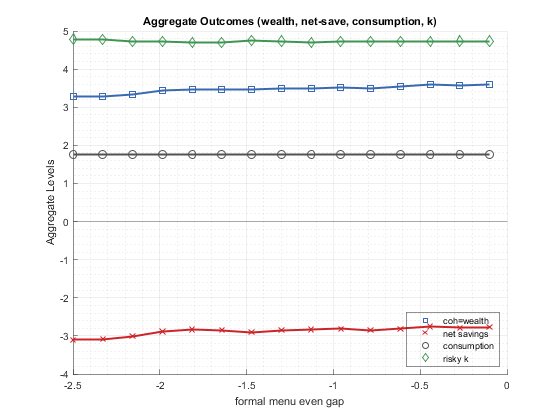 Aggregate Outcomes (wealth, net-save, consumption, k)
5
4
3
2
1
0
-1
-2
-3
-4
Aggregate Levels
-2.5
-2
-1.5
-1
-0.5
0
formal menu even gap
coh=wealth
net savings
consumption
risky k